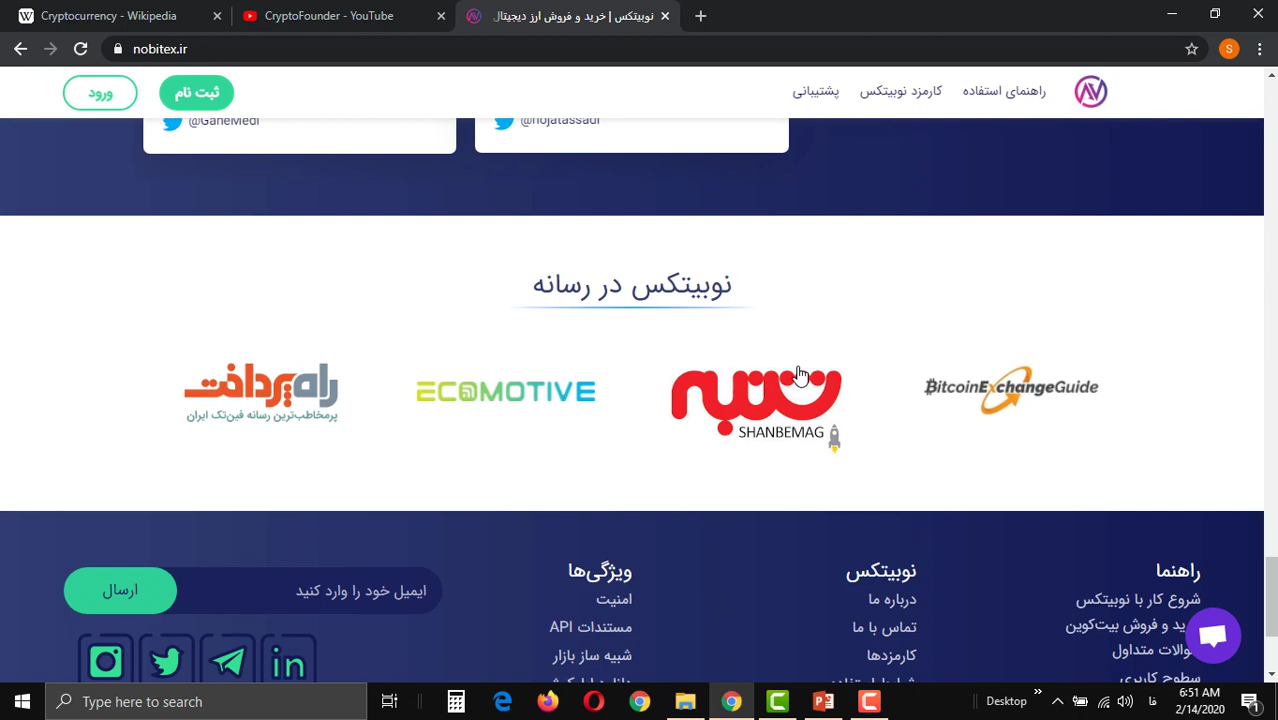 Cryptocurrency - Wikipedia
CryptoFounder - YouTube
نوبیتکس | خرید و فروش ارز دیجیتال
nobitex.ir
S
راهنمای استفاده
کارمزد نوبیتکس
پشتیبانی
ثبت نام
ورود
@hojatassadi
@GaneMedi
نوبیتکس در رسانه
BitcoinExchangeGuide
شنبه
SHANBEMAG
ECOMOTIVE
راه پرداخت
پرمخاطب‌ترین رسانه فین‌تک ایران
راهنما
شروع کار با نوبیتکس
سطوح کاربری
نوبیتکس
درباره ما
تماس با ما
کارمزدها
ویژگی‌ها
امنیت
مستندات API
شبیه ساز بازار
ایمیل خود را وارد کنید
ارسال
Type here to search
Desktop
فا
6:51 AM
2/14/2020
1